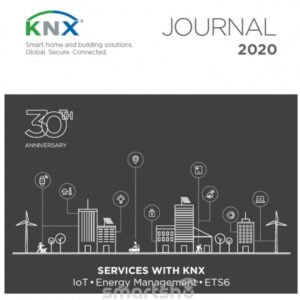 KNX®
Smart home and building solutions.
Global. Secure. Connected.
JOURNAL
2020
30TH
ANNIVERSARY
SERVICES WITH KNX
IoT • Energy Management • ETS6